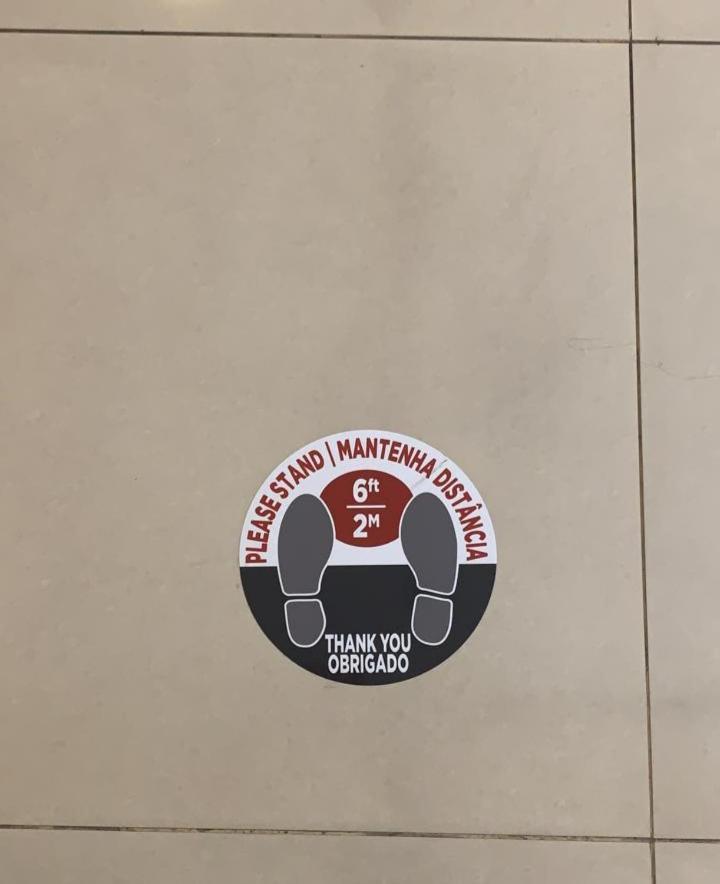 PLEASE STAND | MANTENHA DISTÂNCIA
6ft
2M
THANK YOU
OBRIGADO